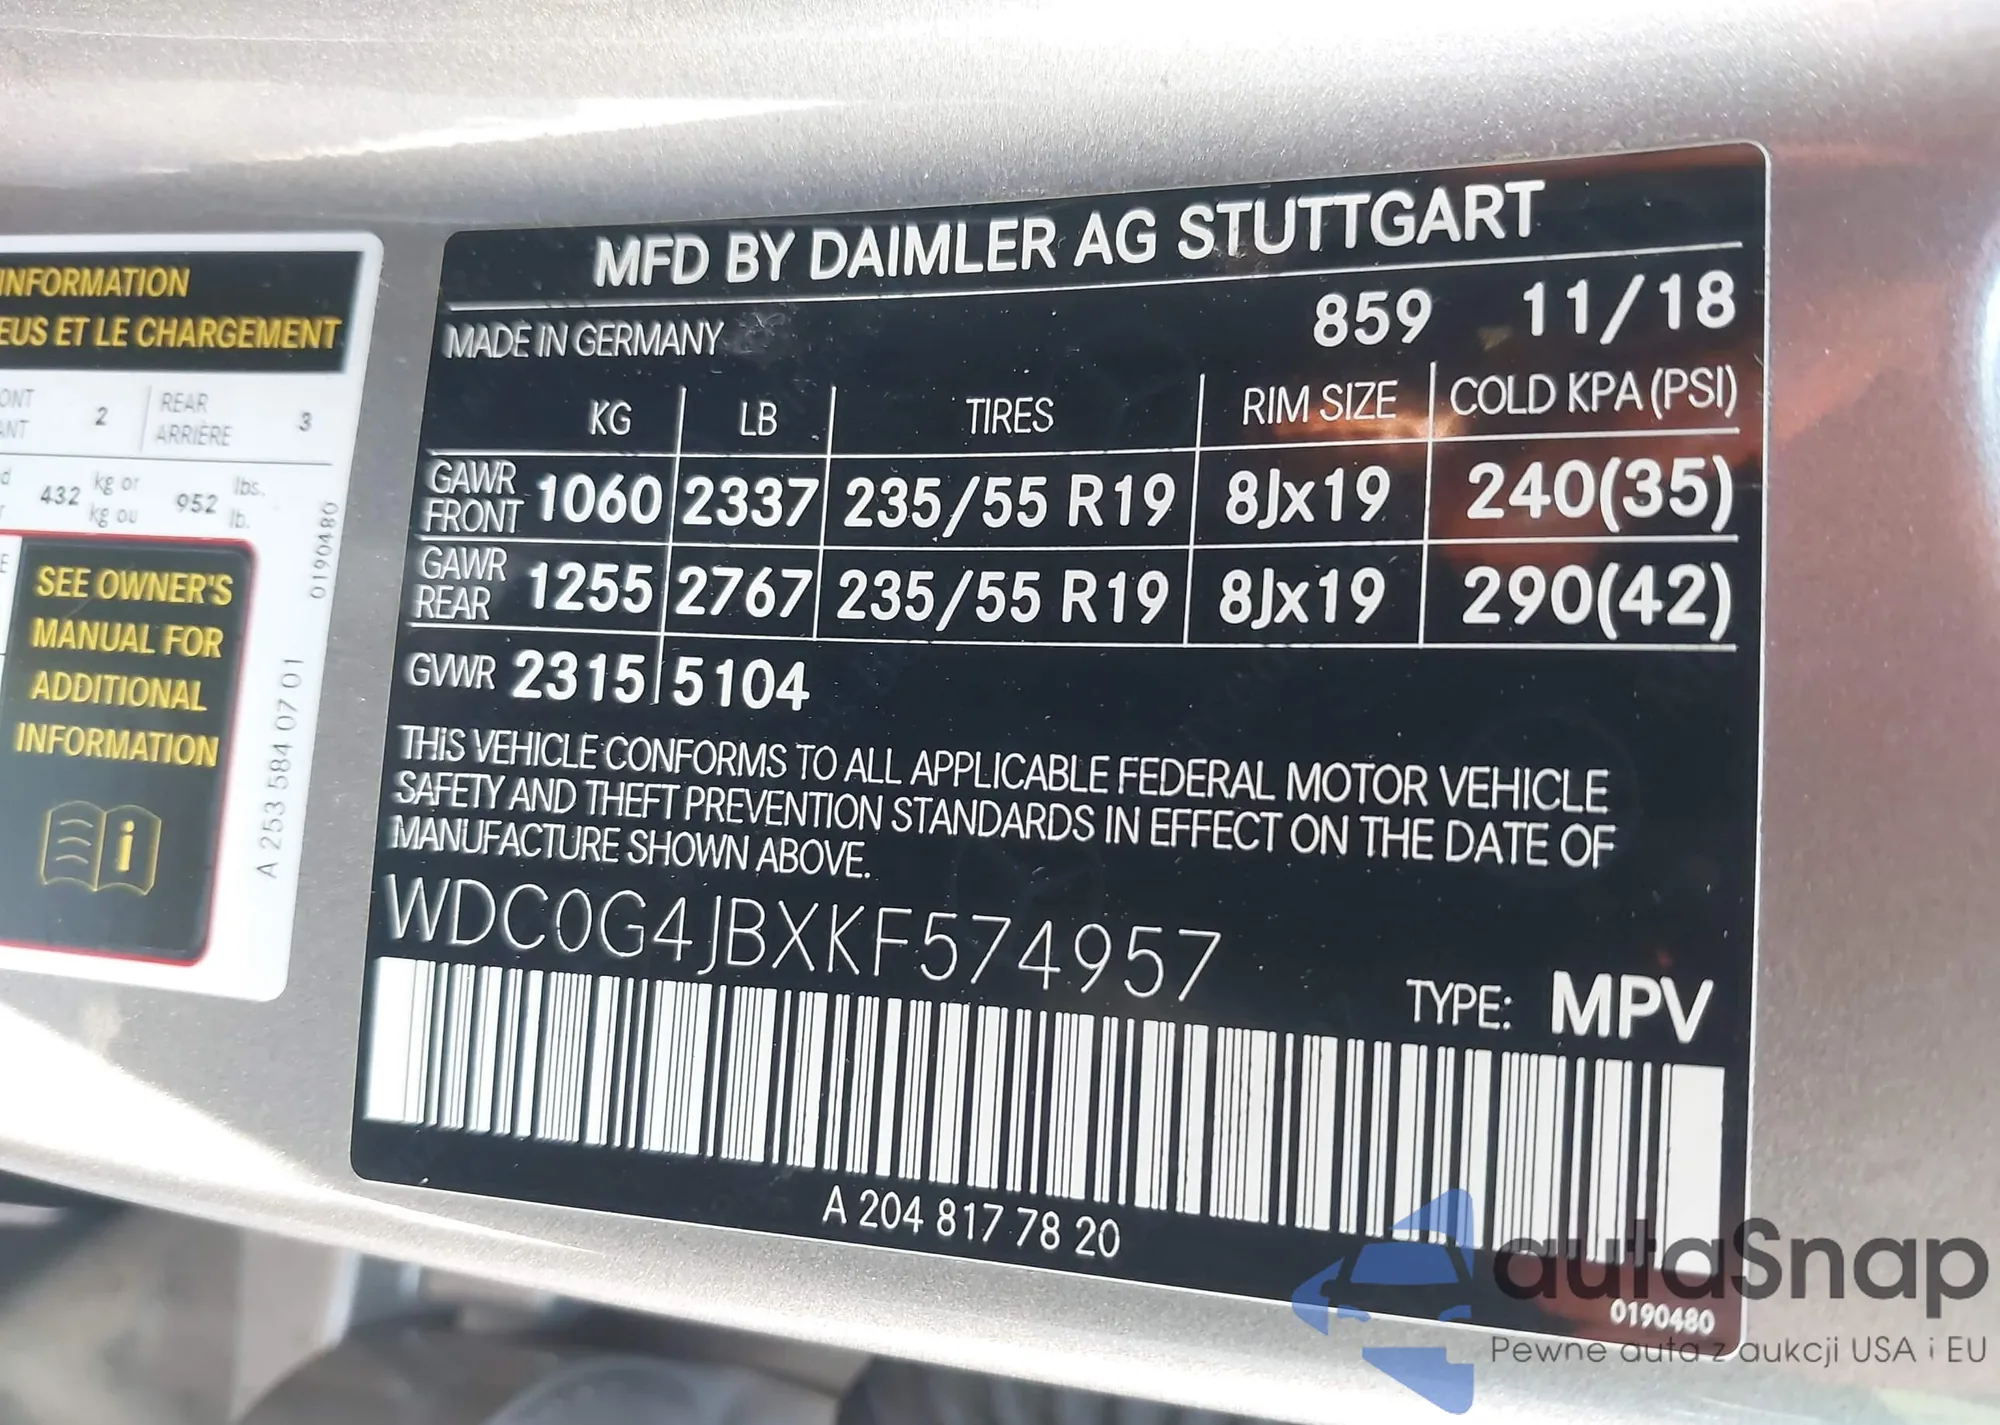 INFORMATION
EUS ET LE CHARGEMENT
ONT
ANT
2
REAR
ARRIÈRE
3
432
kg or
kg ou
952
lbs.
lb.
SEE OWNER'S
MANUAL FOR
ADDITIONAL
INFORMATION
i
A 253 584 07 01
0190480
MFD BY DAIMLER AG STUTTGART
MADE IN GERMANY 859 11/18
KG LB TIRES RIM SIZE COLD KPA (PSI)
GAWR
FRONT 1060 2337 235/55 R19 8Jx19 240(35)
GAWR
REAR 1255 2767 235/55 R19 8Jx19 290(42)
GVWR 2315 5104
THIS VEHICLE CONFORMS TO ALL APPLICABLE FEDERAL MOTOR VEHICLE
SAFETY AND THEFT PREVENTION STANDARDS IN EFFECT ON THE DATE OF
MANUFACTURE SHOWN ABOVE.
WDC0G4JBXKF574957
TYPE: MPV
A 204 817 78 20
0190480
autaSnap
Pewne auta z aukcji USA i EU